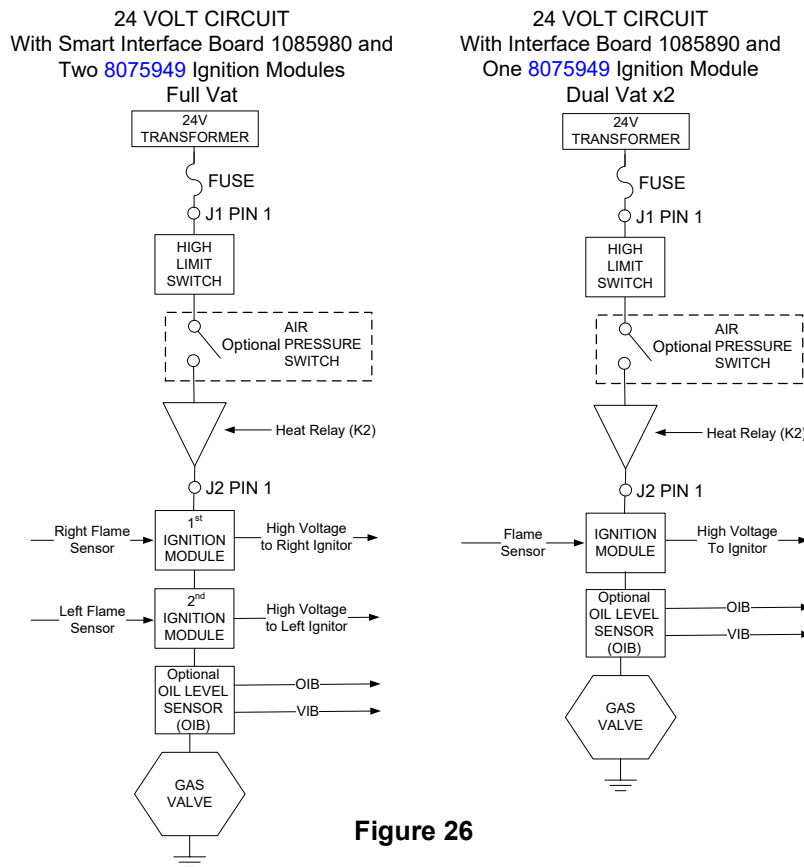 24 VOLT CIRCUIT
With Smart Interface Board 1085980 and
Two 8075949 Ignition Modules
Full Vat
24V
TRANSFORMER
FUSE
J1 PIN 1
HIGH
LIMIT
SWITCH
AIR
Optional PRESSURE
SWITCH
Heat Relay (K2)
J2 PIN 1
Right Flame
Sensor
1st
IGNITION
MODULE
High Voltage
to Right Ignitor
Left Flame
Sensor
2nd
IGNITION
MODULE
High Voltage
to Left Ignitor
Optional
OIL LEVEL
SENSOR
(OIB)
OIB
VIB
GAS
VALVE
24 VOLT CIRCUIT
With Interface Board 1085890 and
One 8075949 Ignition Module
Dual Vat x2
24V
TRANSFORMER
FUSE
J1 PIN 1
HIGH
LIMIT
SWITCH
AIR
Optional PRESSURE
SWITCH
Heat Relay (K2)
J2 PIN 1
Flame
Sensor
IGNITION
MODULE
High Voltage
To Ignitor
Optional
OIL LEVEL
SENSOR
(OIB)
OIB
VIB
GAS
VALVE
Figure 26